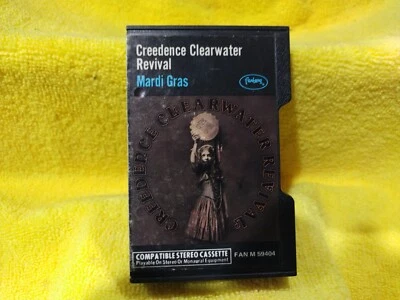 Creedence Clearwater
Revival
Mardi Gras
Fantasy
CREEDENCE CLEARWATER REVIVAL
COMPATIBLE STEREO CASSETTE
Playable On Stereo Or Monaural Equipment
FAN M 59404